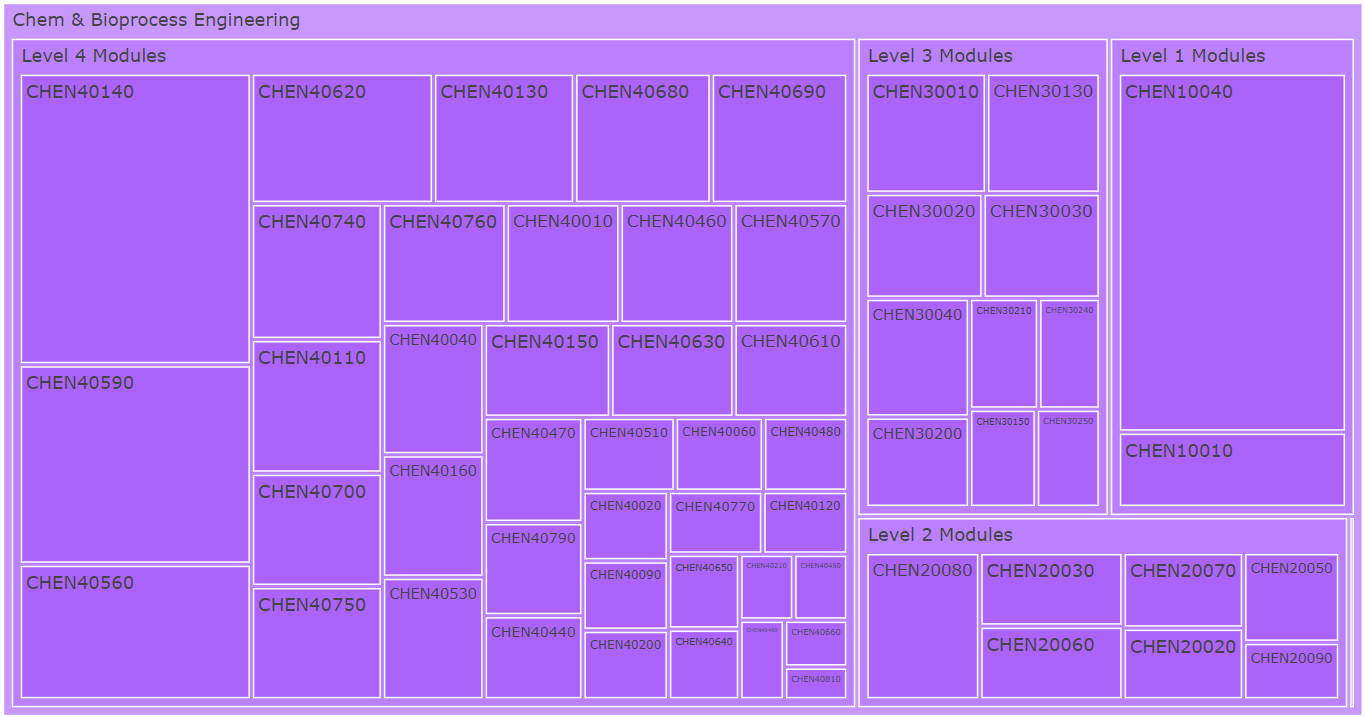 Chem & Bioprocess Engineering
Level 4 Modules
CHEN40140
CHEN40590
CHEN40560
CHEN40620
CHEN40130
CHEN40680
CHEN40690
CHEN40740
CHEN40110
CHEN40700
CHEN40750
CHEN40760
CHEN40010
CHEN40460
CHEN40570
CHEN40040
CHEN40160
CHEN40530
CHEN40150
CHEN40630
CHEN40610
CHEN40470
CHEN40790
CHEN40440
CHEN40510
CHEN40060
CHEN40480
CHEN40020
CHEN40090
CHEN40200
CHEN40770
CHEN40120
CHEN40650
CHEN40640
CHEN40210
CHEN40450
CHEN40660
CHEN40810
Level 3 Modules
CHEN30010
CHEN30130
CHEN30020
CHEN30030
CHEN30040
CHEN30200
CHEN30210
CHEN30240
CHEN30150
CHEN30250
Level 1 Modules
CHEN10040
CHEN10010
Level 2 Modules
CHEN20080
CHEN20030
CHEN20060
CHEN20070
CHEN20020
CHEN20050
CHEN20090